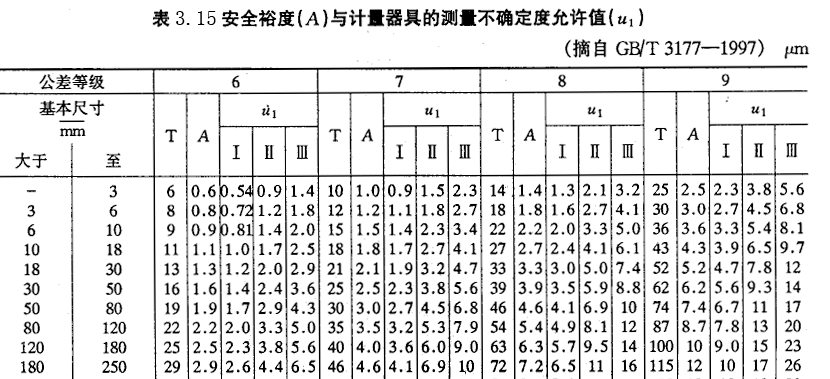 表3.15安全裕度(A)与计量器具的测量不确定度允许值(u1)
(摘自 GB/T 3177—1997) μm
公差等级 6 7 8 9
基本尺寸 T A u1 T A u1 T A u1 T A u1
mm
大于 至 Ⅰ Ⅱ Ⅲ Ⅰ Ⅱ Ⅲ Ⅰ Ⅱ Ⅲ Ⅰ Ⅱ Ⅲ
– 3 6 0.6 0.54 0.9 1.4 10 1.0 0.9 1.5 2.3 14 1.4 1.3 2.1 3.2 25 2.5 2.3 3.8 5.6
3 6 8 0.8 0.72 1.2 1.8 12 1.2 1.1 1.8 2.7 18 1.8 1.6 2.7 4.1 30 3.0 2.7 4.5 6.8
6 10 9 0.9 0.81 1.4 2.0 15 1.5 1.4 2.3 3.4 22 2.2 2.0 3.3 5.0 36 3.6 3.3 5.4 8.1
10 18 11 1.1 1.0 1.7 2.5 18 1.8 1.7 2.7 4.1 27 2.7 2.4 4.1 6.1 43 4.3 3.9 6.5 9.7
18 30 13 1.3 1.2 2.0 2.9 21 2.1 1.9 3.2 4.7 33 3.3 3.0 5.0 7.4 52 5.2 4.7 7.8 12
30 50 16 1.6 1.4 2.4 3.6 25 2.5 2.3 3.8 5.6 39 3.9 3.5 5.9 8.8 62 6.2 5.6 9.3 14
50 80 19 1.9 1.7 2.9 4.3 30 3.0 2.7 4.5 6.8 46 4.6 4.1 6.9 10 74 7.4 6.7 11 17
80 120 22 2.2 2.0 3.3 5.0 35 3.5 3.2 5.3 7.9 54 5.4 4.9 8.1 12 87 8.7 7.8 13 20
120 180 25 2.5 2.3 3.8 5.6 40 4.0 3.6 6.0 9.0 63 6.3 5.7 9.5 14 100 10 9.0 15 23
180 250 29 2.9 2.6 4.4 6.5 46 4.6 4.1 6.9 10 72 7.2 6.5 11 16 115 12 10 17 26